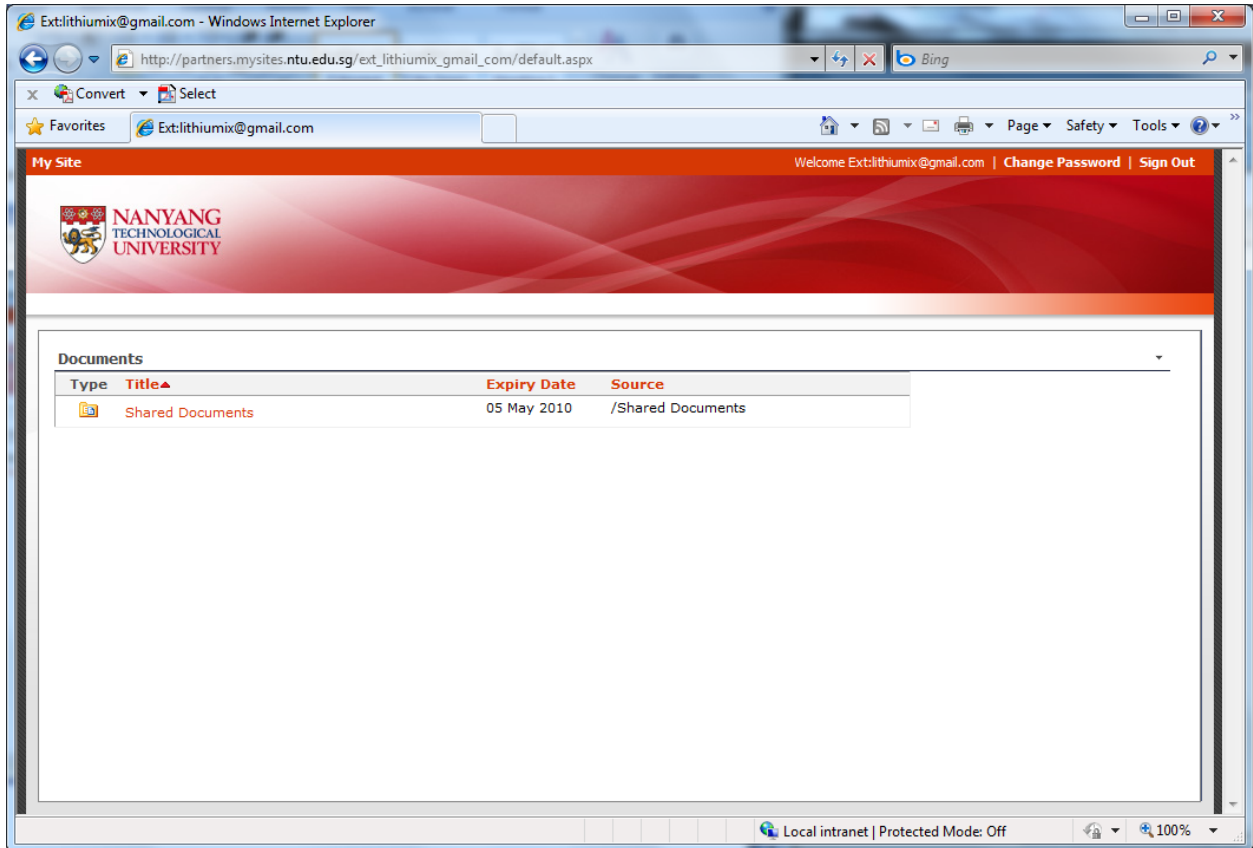 Ext:lithiumix@gmail.com - Windows Internet Explorer
http://partners.mysites.ntu.edu.sg/ext_lithiumix_gmail_com/default.aspx
Bing
x Convert Select
Favorites Ext:lithiumix@gmail.com Page Safety Tools »
My Site Welcome Ext:lithiumix@gmail.com | Change Password | Sign Out
NANYANG
TECHNOLOGICAL
UNIVERSITY
Documents
Type Title Expiry Date Source
Shared Documents 05 May 2010 /Shared Documents
Local intranet | Protected Mode: Off 100%